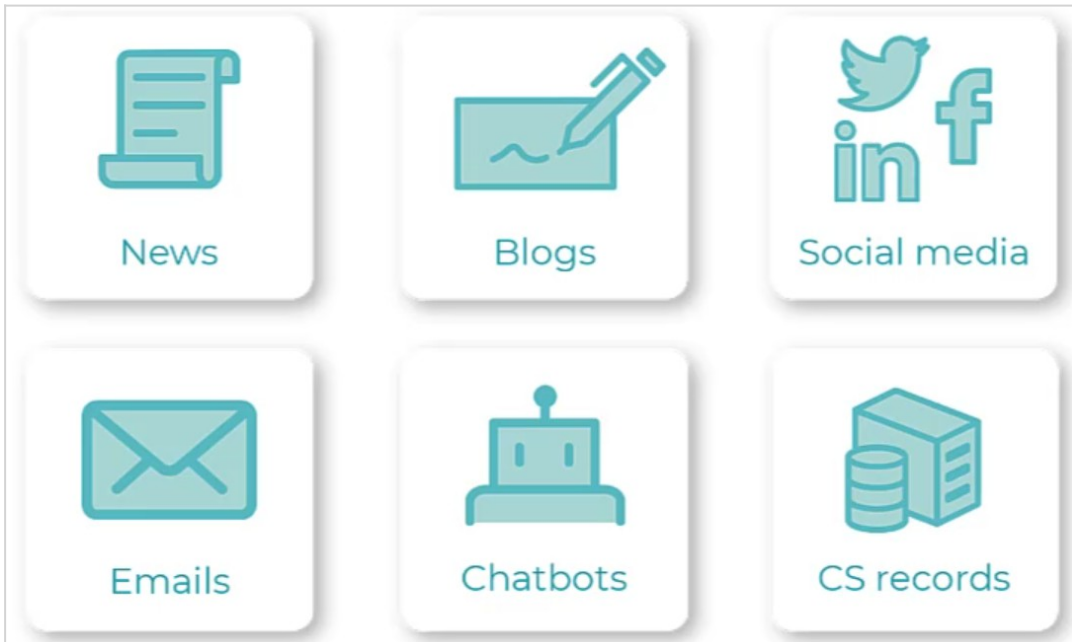 News
Blogs
Social media
Emails
Chatbots
CS records